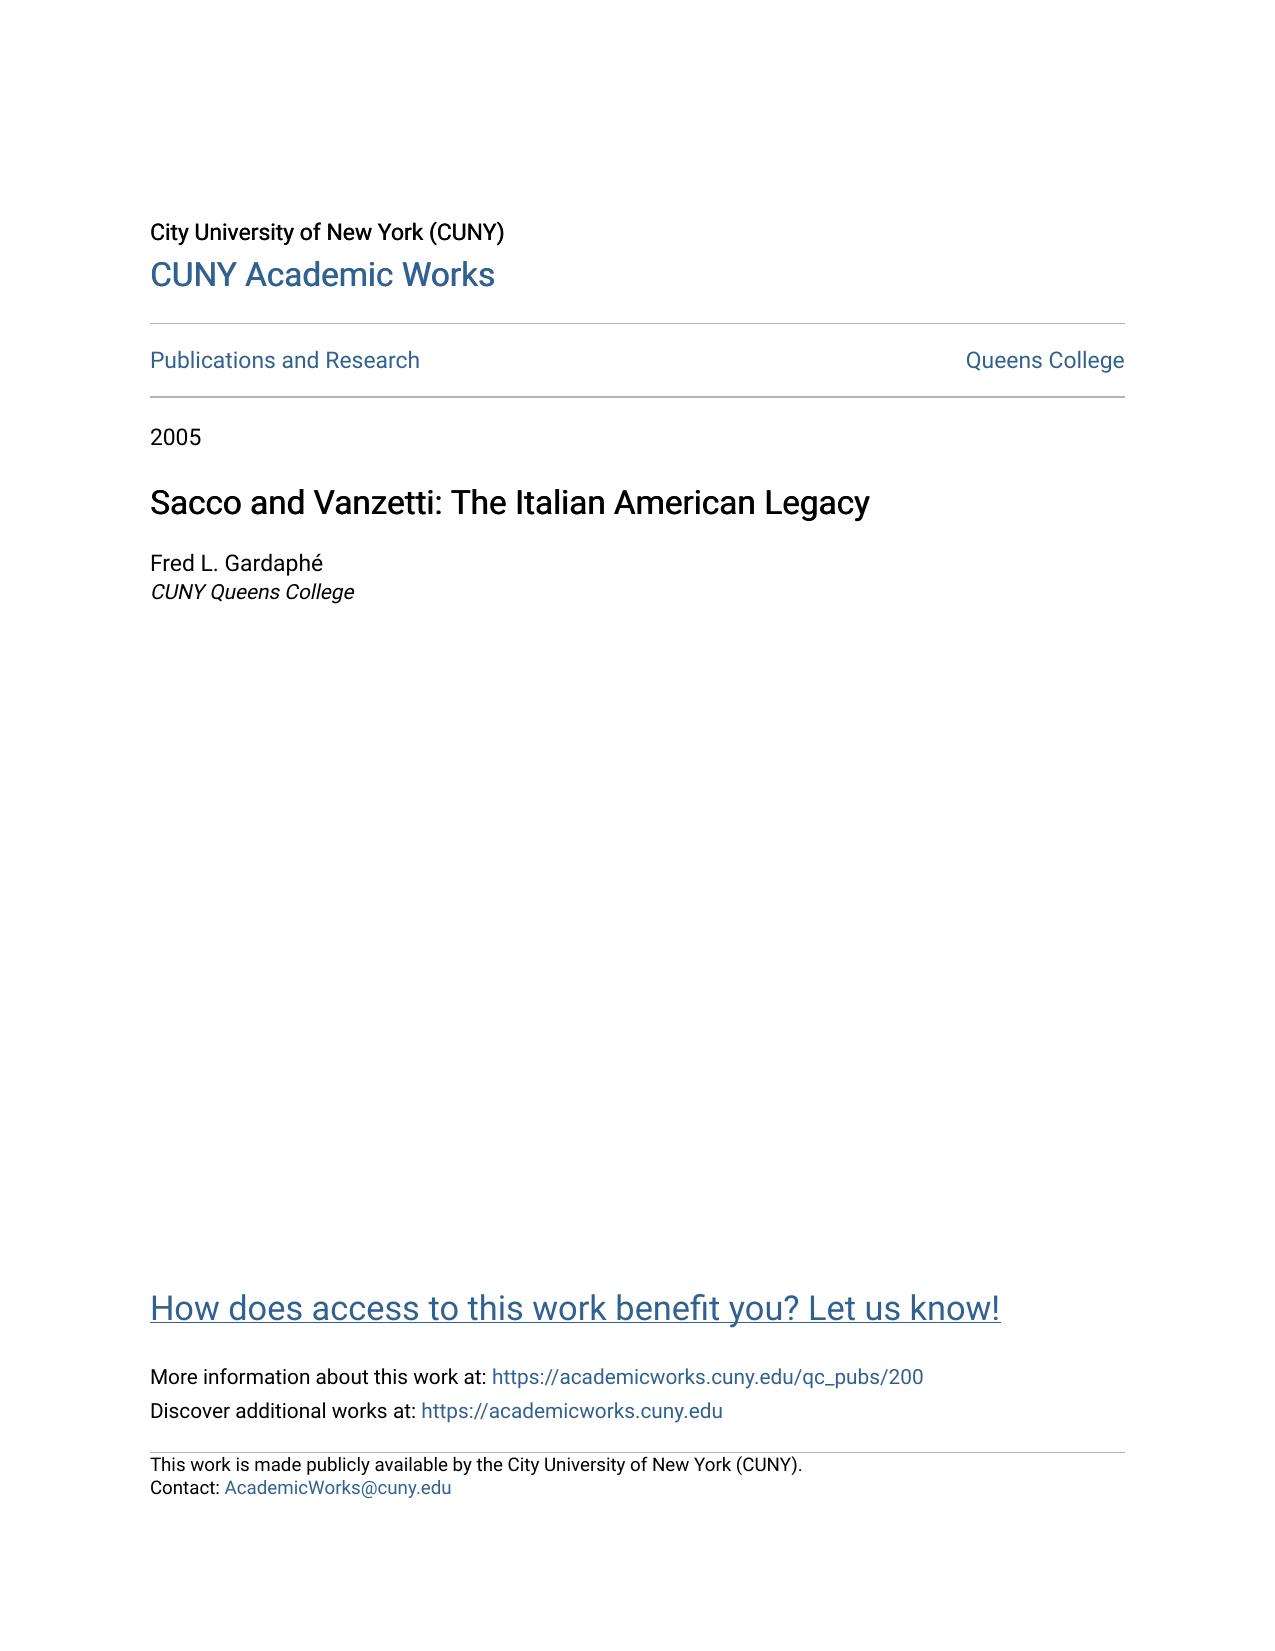 City University of New York (CUNY)
CUNY Academic Works
Publications and Research
Queens College
2005
Sacco and Vanzetti: The Italian American Legacy
Fred L. Gardaphé
CUNY Queens College
How does access to this work benefit you? Let us know!
More information about this work at: https://academicworks.cuny.edu/qc_pubs/200
Discover additional works at: https://academicworks.cuny.edu
This work is made publicly available by the City University of New York (CUNY).
Contact: AcademicWorks@cuny.edu